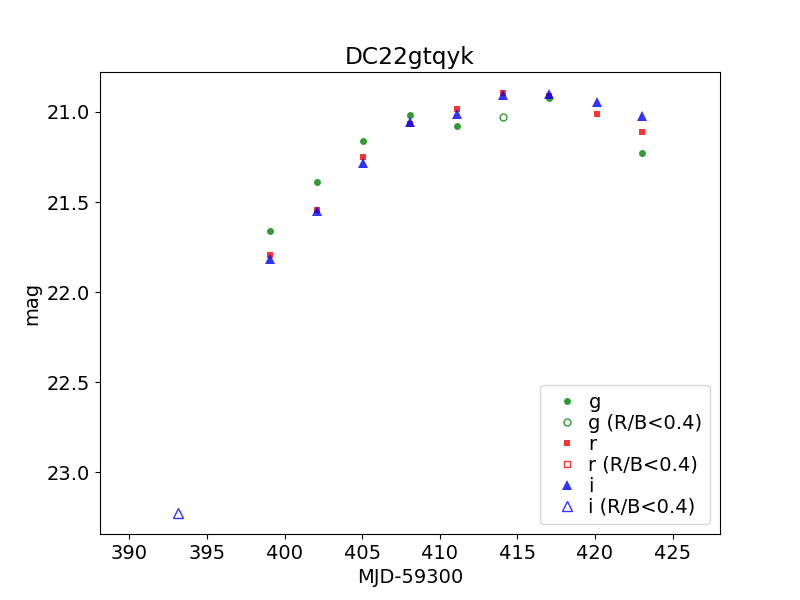 DC22gtqyk
mag
21.0
21.5
22.0
22.5
23.0
g
g (R/B<0.4)
r
r (R/B<0.4)
i
i (R/B<0.4)
390 395 400 405 410 415 420 425
MJD-59300